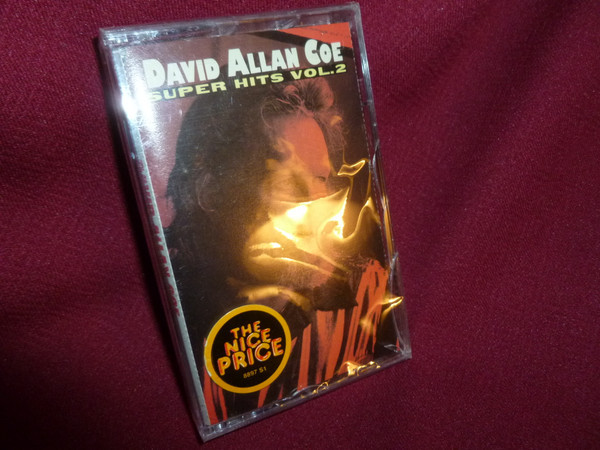 DAVID ALLAN COE
SUPER HITS VOL.2
THE
NICE
PRICE